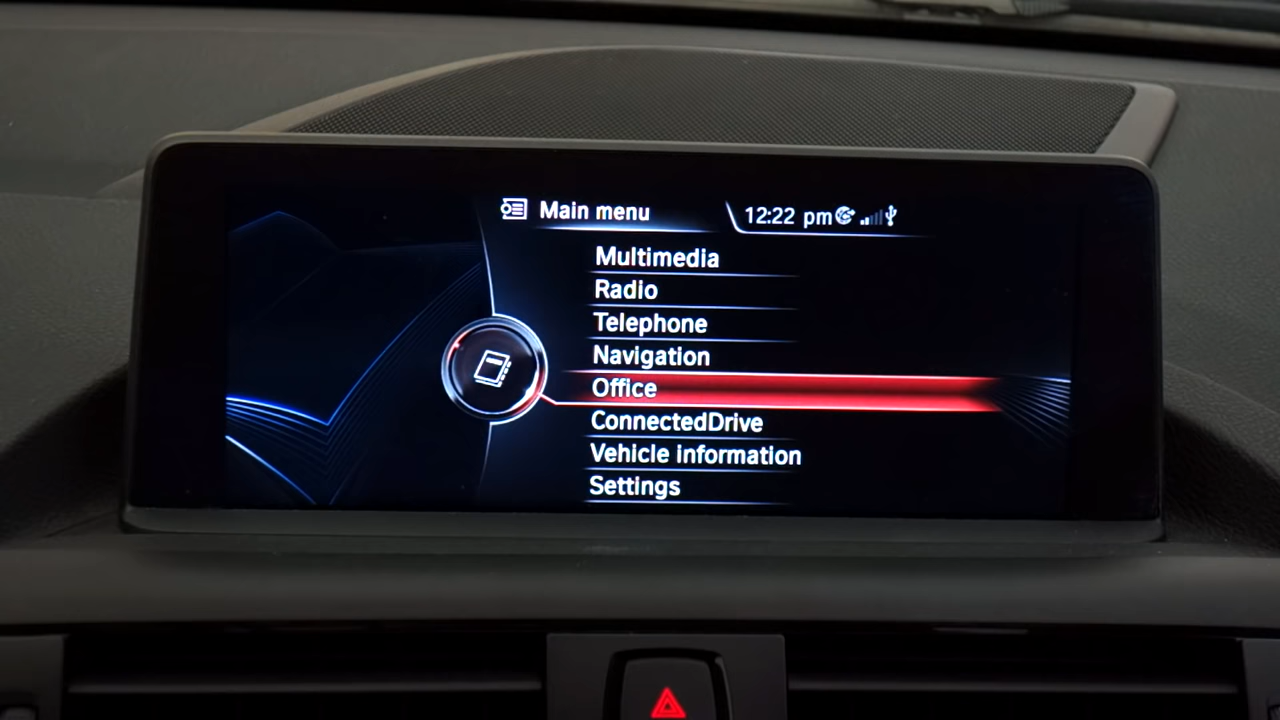 Main menu
12:22 pm
Multimedia
Radio
Telephone
Navigation
Office
ConnectedDrive
Vehicle information
Settings